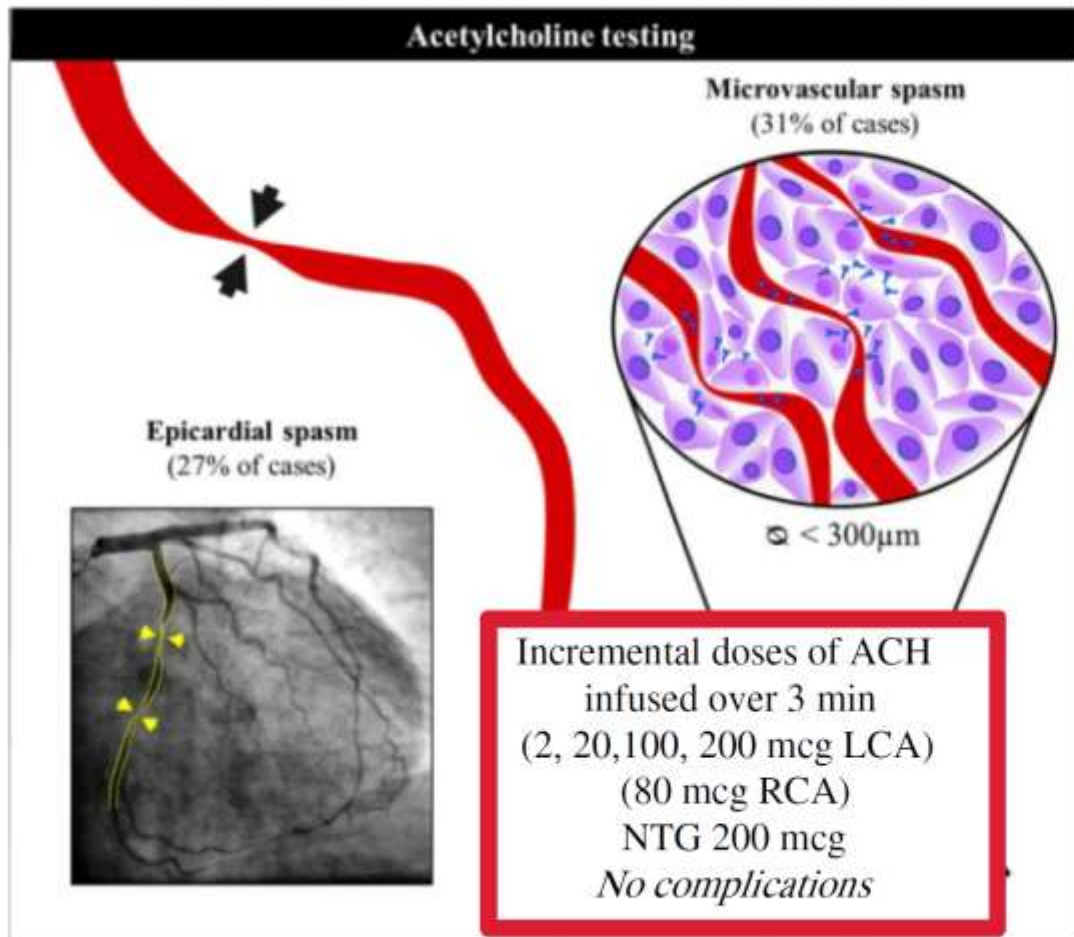 Acetylcholine testing
Microvascular spasm
(31% of cases)
Epicardial spasm
(27% of cases)
⦰ < 300μm
Incremental doses of ACH
infused over 3 min
(2, 20,100, 200 mcg LCA)
(80 mcg RCA)
NTG 200 mcg
No complications